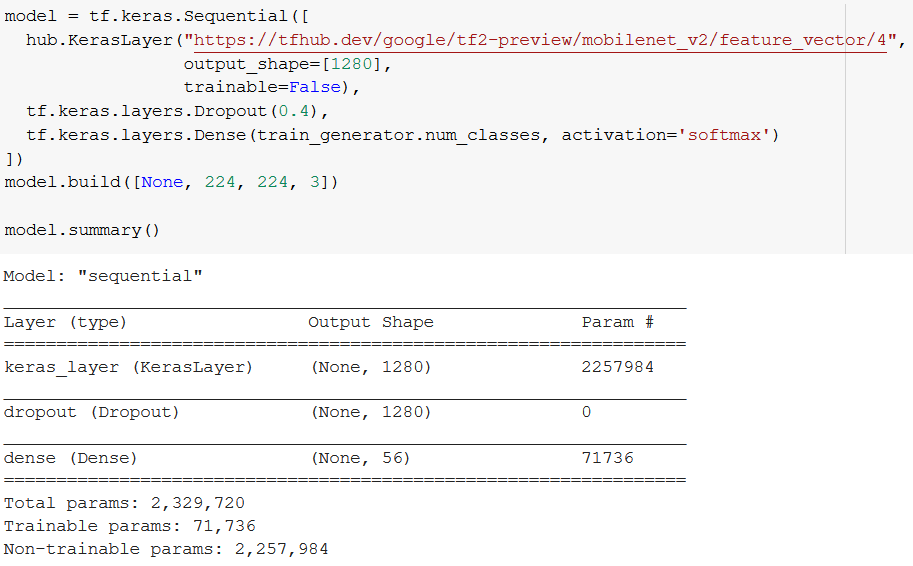 model = tf.keras.Sequential([
  hub.KerasLayer("https://tfhub.dev/google/tf2-preview/mobilenet_v2/feature_vector/4",
                 output_shape=[1280],
                 trainable=False),
  tf.keras.layers.Dropout(0.4),
  tf.keras.layers.Dense(train_generator.num_classes, activation='softmax')
])
model.build([None, 224, 224, 3])

model.summary()
Model: "sequential"
_________________________________________________________________
Layer (type)                 Output Shape              Param #
=================================================================
keras_layer (KerasLayer)     (None, 1280)              2257984
_________________________________________________________________
dropout (Dropout)            (None, 1280)              0
_________________________________________________________________
dense (Dense)                (None, 56)                71736
=================================================================
Total params: 2,329,720
Trainable params: 71,736
Non-trainable params: 2,257,984